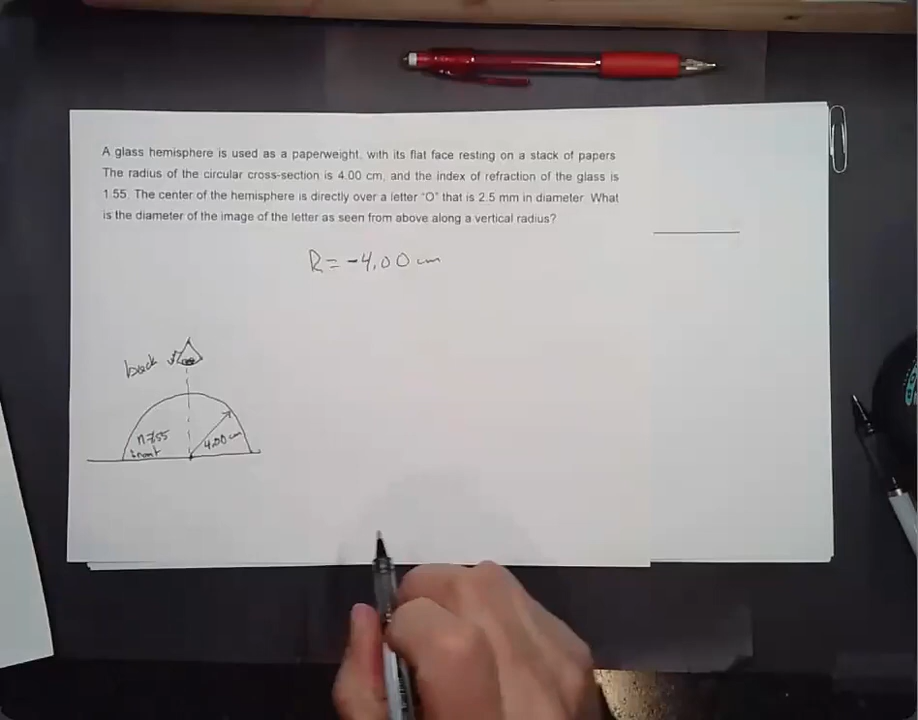 A glass hemisphere is used as a paperweight, with its flat face resting on a stack of papers
The radius of the circular cross-section is 4.00 cm, and the index of refraction of the glass is
1.55. The center of the hemisphere is directly over a letter "O" that is 2.5 mm in diameter. What
is the diameter of the image of the letter as seen from above along a vertical radius?
R = -4.00 cm
back
4.00 cm